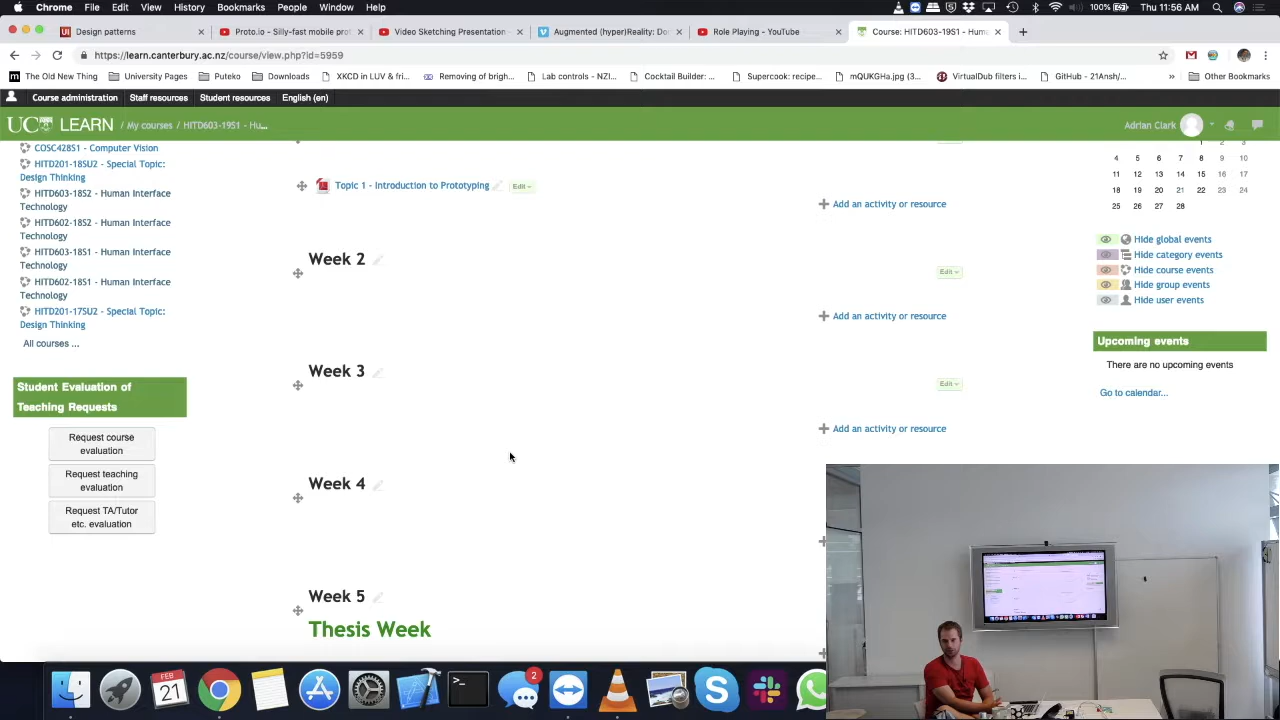 Chrome File Edit View History Bookmarks People Window Help
100% Thu 11:56 AM
Design patterns
Proto.io - Silly-fast mobile prot
Video Sketching Presentation
Augmented (hyper)Reality: Dom
Role Playing - YouTube
Course: HITD603-19S1 - Huma
https://learn.canterbury.ac.nz/course/view.php?id=5959
The Old New Thing
University Pages
Puteko
Downloads
XKCD in LUV & fri...
Removing of brigh...
Lab controls - NZI...
Cocktail Builder: ...
Supercook: recipe...
mQUKGHa.jpg (3...
VirtualDub filters i...
GitHub - 21Ansh/...
»
Other Bookmarks
Course administration Staff resources Student resources English (en)
UC LEARN / My courses / HITD603-19S1 - Hu...
Adrian Clark
COSC428S1 - Computer Vision
HITD201-18SU2 - Special Topic:
Design Thinking
HITD603-18S2 - Human Interface
Technology
HITD602-18S2 - Human Interface
Technology
HITD603-18S1 - Human Interface
Technology
HITD602-18S1 - Human Interface
Technology
HITD201-17SU2 - Special Topic:
Design Thinking
All courses ...
Student Evaluation of
Teaching Requests
Request course
evaluation
Request teaching
evaluation
Request TA/Tutor
etc. evaluation
Topic 1 - Introduction to Prototyping
Edit
Add an activity or resource
Week 2
Edit
Add an activity or resource
Week 3
Edit
Add an activity or resource
Week 4
Week 5
Thesis Week
1 2 3
4 5 6 7 8 9 10
11 12 13 14 15 16 17
18 19 20 21 22 23 24
25 26 27 28
Hide global events
Hide category events
Hide course events
Hide group events
Hide user events
Upcoming events
There are no upcoming events
Go to calendar...
FEB
21
2